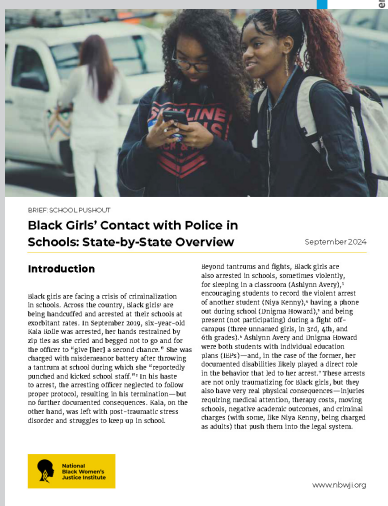 er
SKYLINE
BRIEF: SCHOOL PUSHOUT
Black Girls' Contact with Police in
Schools: State-by-State Overview
September 2024
Introduction
Black girls are facing a crisis of criminalization
in schools. Across the country, Black girls¹ are
being handcuffed and arrested at their schools at
exorbitant rates. In September 2019, six-year-old
Kaia Rolle was arrested, her hands restrained by
zip ties as she cried and begged not to go and for
the officer to "give [her] a second chance." She was
charged with misdemeanor battery after throwing
a tantrum at school during which she "reportedly
punched and kicked school staff." In his haste
to arrest, the arresting officer neglected to follow
proper protocol, resulting in his termination—but
no further documented consequences. Kaia, on the
other hand, was left with post-traumatic stress
disorder and struggles to keep up in school.
Beyond tantrums and fights, Black girls are
also arrested in schools, sometimes violently,
for sleeping in a classroom (Ashlynn Avery),³
encouraging students to record the violent arrest
of another student (Niya Kenny),⁴ having a phone
out during school (Dnigma Howard),⁵ and being
present (not participating) during a fight off-
campus (three unnamed girls, in 3rd, 4th, and
6th grades).⁶ Ashlynn Avery and Dnigma Howard
were both students with individual education
plans (IEPs)—and, in the case of the former, her
documented disabilities likely played a direct role
in the behavior that led to her arrest.⁷ These arrests
are not only traumatizing for Black girls, but they
also have very real physical consequences—injuries
requiring medical attention, therapy costs, moving
schools, negative academic outcomes, and criminal
charges (with some, like Niya Kenny, being charged
as adults) that push them into the legal system.
National
Black Women's
Justice Institute
www.nbwji.org